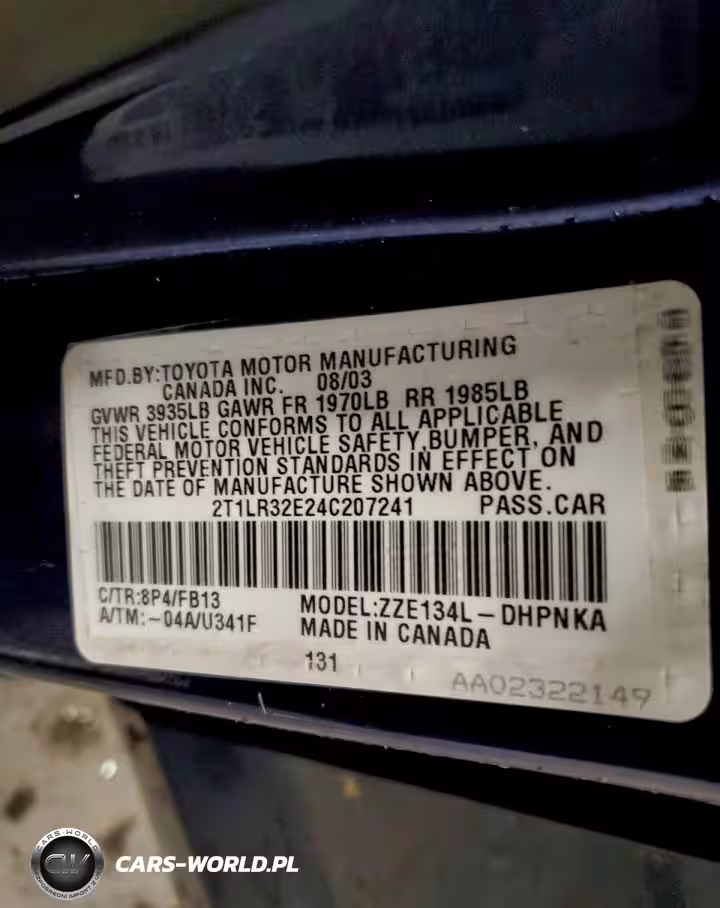 MFD.BY:TOYOTA MOTOR MANUFACTURING
CANADA INC. 08/03
GVWR 3935LB GAWR FR 1970LB RR 1985LB
THIS VEHICLE CONFORMS TO ALL APPLICABLE
FEDERAL MOTOR VEHICLE SAFETY,BUMPER, AND
THEFT PREVENTION STANDARDS IN EFFECT ON
THE DATE OF MANUFACTURE SHOWN ABOVE.
2T1LR32E24C207241 PASS.CAR
C/TR:8P4/FB13
A/TM:-04A/U341F
MODEL:ZZE134L-DHPNKA
MADE IN CANADA
131
AA02322149
CARS-WORLD
CW
CARS-WORLD.PL